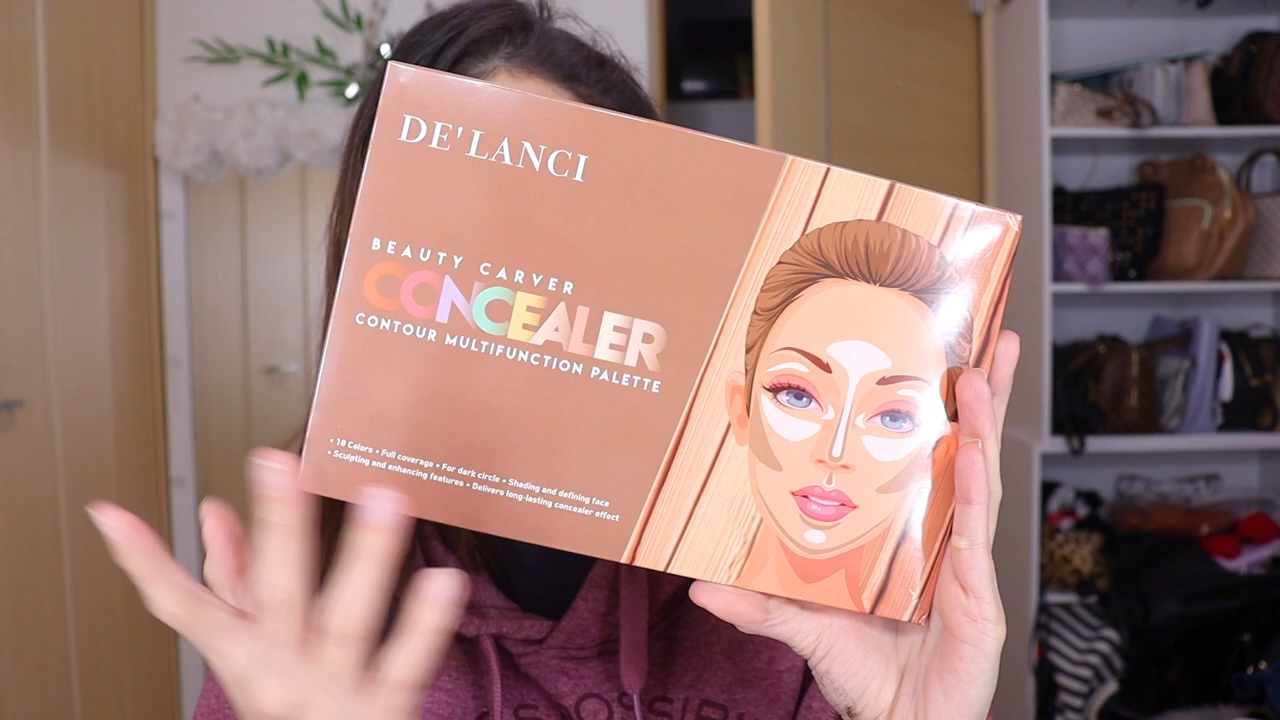 DE'LANCI
BEAUTY CARVER
CONCEALER
CONTOUR MULTIFUNCTION PALETTE
• 18 Colors • Full coverage • For dark circle • Shading and defining face
• Sculpting and enhancing features • Delivers long-lasting concealer effect